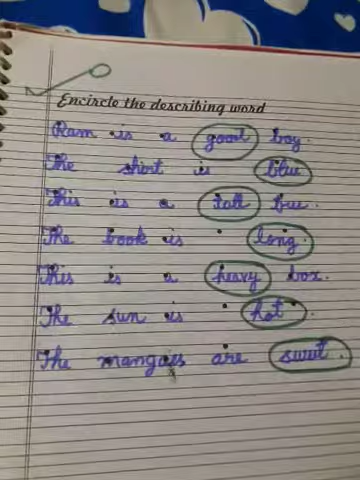 Encircle the describing word
Ram is a good boy.
The shirt is blue.
This is a tall tree.
The book is long.
This is a heavy box.
The sun is hot.
The mangoes are sweet.